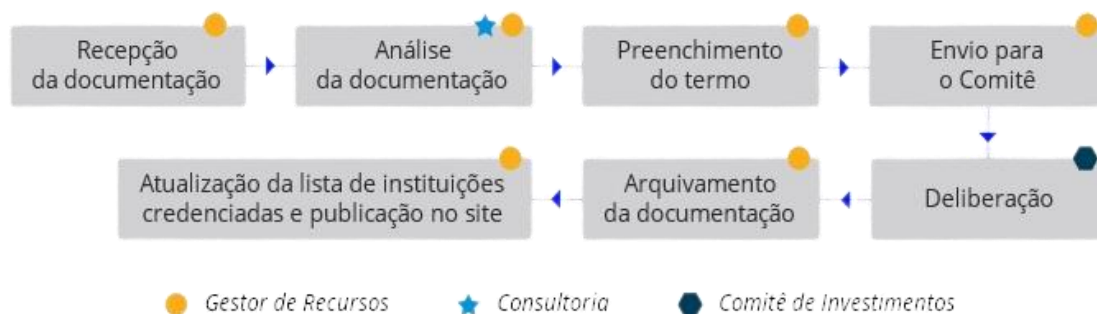 Recepção
da documentação
Análise
da documentação
Preenchimento
do termo
Envio para
o Comitê
Deliberação
Arquivamento
da documentação
Atualização da lista de instituições
credenciadas e publicação no site
Gestor de Recursos
Consultoria
Comitê de Investimentos